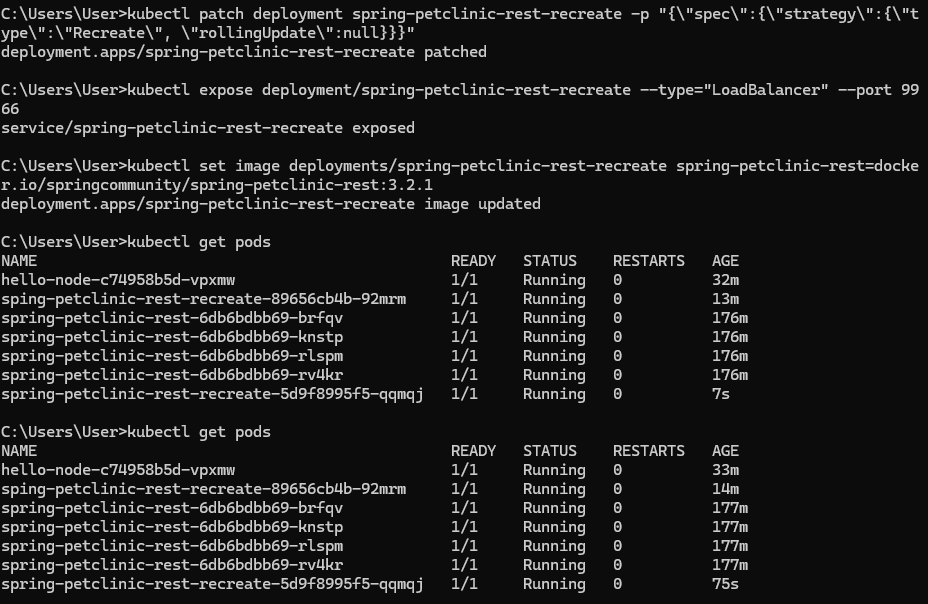 C:\Users\User>kubectl patch deployment spring-petclinic-rest-recreate -p "{\"spec\":{\"strategy\":{\"t
ype\":\"Recreate\", \"rollingUpdate\":null}}}"
deployment.apps/spring-petclinic-rest-recreate patched
C:\Users\User>kubectl expose deployment/spring-petclinic-rest-recreate --type="LoadBalancer" --port 99
66
service/spring-petclinic-rest-recreate exposed
C:\Users\User>kubectl set image deployments/spring-petclinic-rest-recreate spring-petclinic-rest=docke
r.io/springcommunity/spring-petclinic-rest:3.2.1
deployment.apps/spring-petclinic-rest-recreate image updated
C:\Users\User>kubectl get pods
NAME READY STATUS RESTARTS AGE
hello-node-c74958b5d-vpxmw 1/1 Running 0 32m
sping-petclinic-rest-recreate-89656cb4b-92mrm 1/1 Running 0 13m
spring-petclinic-rest-6db6bdbb69-brfqv 1/1 Running 0 176m
spring-petclinic-rest-6db6bdbb69-knstp 1/1 Running 0 176m
spring-petclinic-rest-6db6bdbb69-rlspm 1/1 Running 0 176m
spring-petclinic-rest-6db6bdbb69-rv4kr 1/1 Running 0 176m
spring-petclinic-rest-recreate-5d9f8995f5-qqmqj 1/1 Running 0 7s
C:\Users\User>kubectl get pods
NAME READY STATUS RESTARTS AGE
hello-node-c74958b5d-vpxmw 1/1 Running 0 33m
sping-petclinic-rest-recreate-89656cb4b-92mrm 1/1 Running 0 14m
spring-petclinic-rest-6db6bdbb69-brfqv 1/1 Running 0 177m
spring-petclinic-rest-6db6bdbb69-knstp 1/1 Running 0 177m
spring-petclinic-rest-6db6bdbb69-rlspm 1/1 Running 0 177m
spring-petclinic-rest-6db6bdbb69-rv4kr 1/1 Running 0 177m
spring-petclinic-rest-recreate-5d9f8995f5-qqmqj 1/1 Running 0 75s